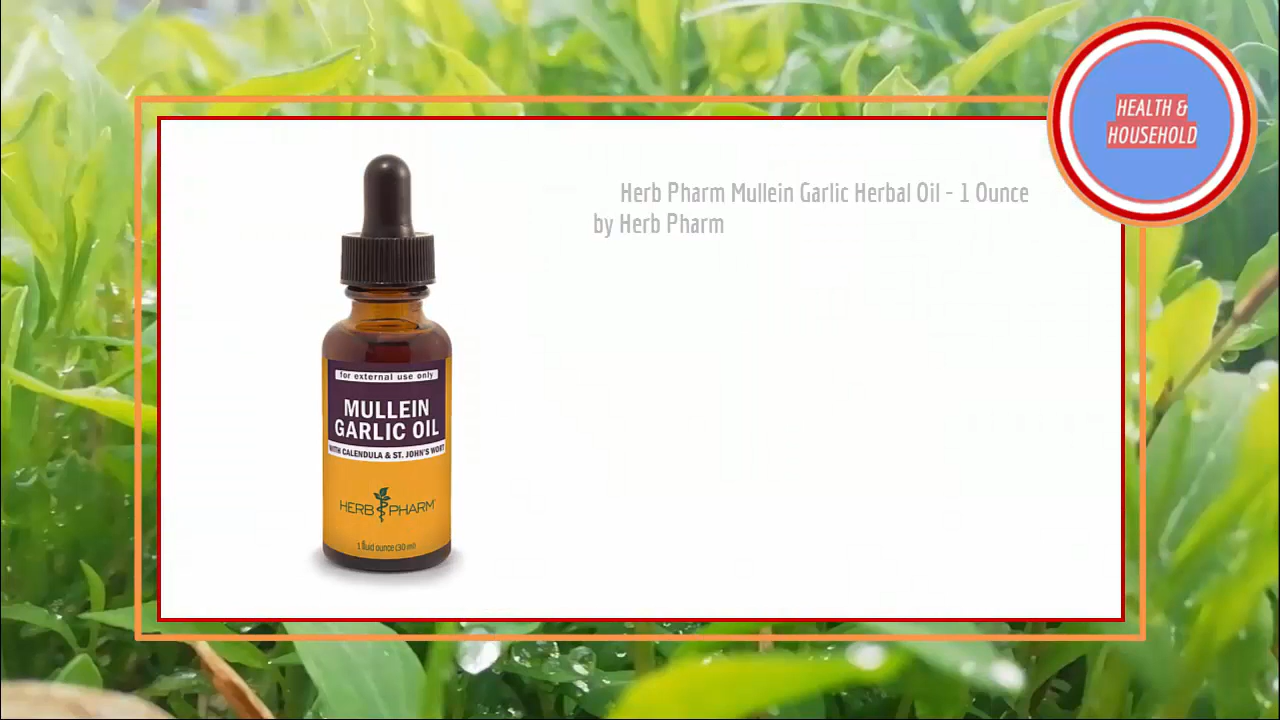 HEALTH &
HOUSEHOLD
Herb Pharm Mullein Garlic Herbal Oil - 1 Ounce
by Herb Pharm
for external use only
MULLEIN
GARLIC OIL
WITH CALENDULA & ST. JOHN'S WORT
HERB PHARM
1 fluid ounce (30 ml)